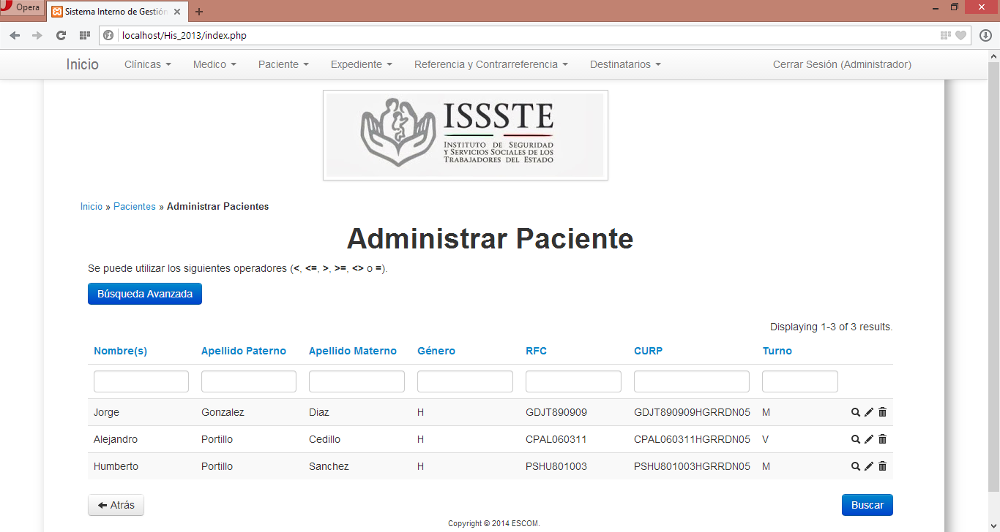 Opera
Sistema Interno de Gestión
localhost/His_2013/index.php
Inicio Clínicas Medico Paciente Expediente Referencia y Contrarreferencia Destinatarios Cerrar Sesión (Administrador)
ISSSTE
INSTITUTO DE SEGURIDAD
Y SERVICIOS SOCIALES DE LOS
TRABAJADORES DEL ESTADO
Inicio » Pacientes » Administrar Pacientes
Administrar Paciente
Se puede utilizar los siguientes operadores (<, <=, >, >=, <> o =).
Búsqueda Avanzada
Displaying 1-3 of 3 results.
Nombre(s) Apellido Paterno Apellido Materno Género RFC CURP Turno
Jorge Gonzalez Diaz H GDJT890909 GDJT890909HGRRDN05 M
Alejandro Portillo Cedillo H CPAL060311 CPAL060311HGRRDN05 V
Humberto Portillo Sanchez H PSHU801003 PSHU801003HGRRDN05 M
Atrás Buscar
Copyright © 2014 ESCOM.